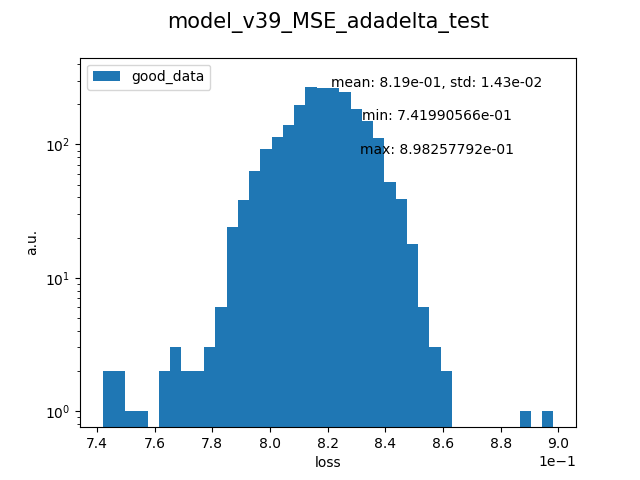 model_v39_MSE_adadelta_test
good_data
mean: 8.19e-01, std: 1.43e-02
min: 7.41990566e-01
max: 8.98257792e-01
a.u.
10²
10¹
10⁰
7.4 7.6 7.8 8.0 8.2 8.4 8.6 8.8 9.0
1e−1
loss